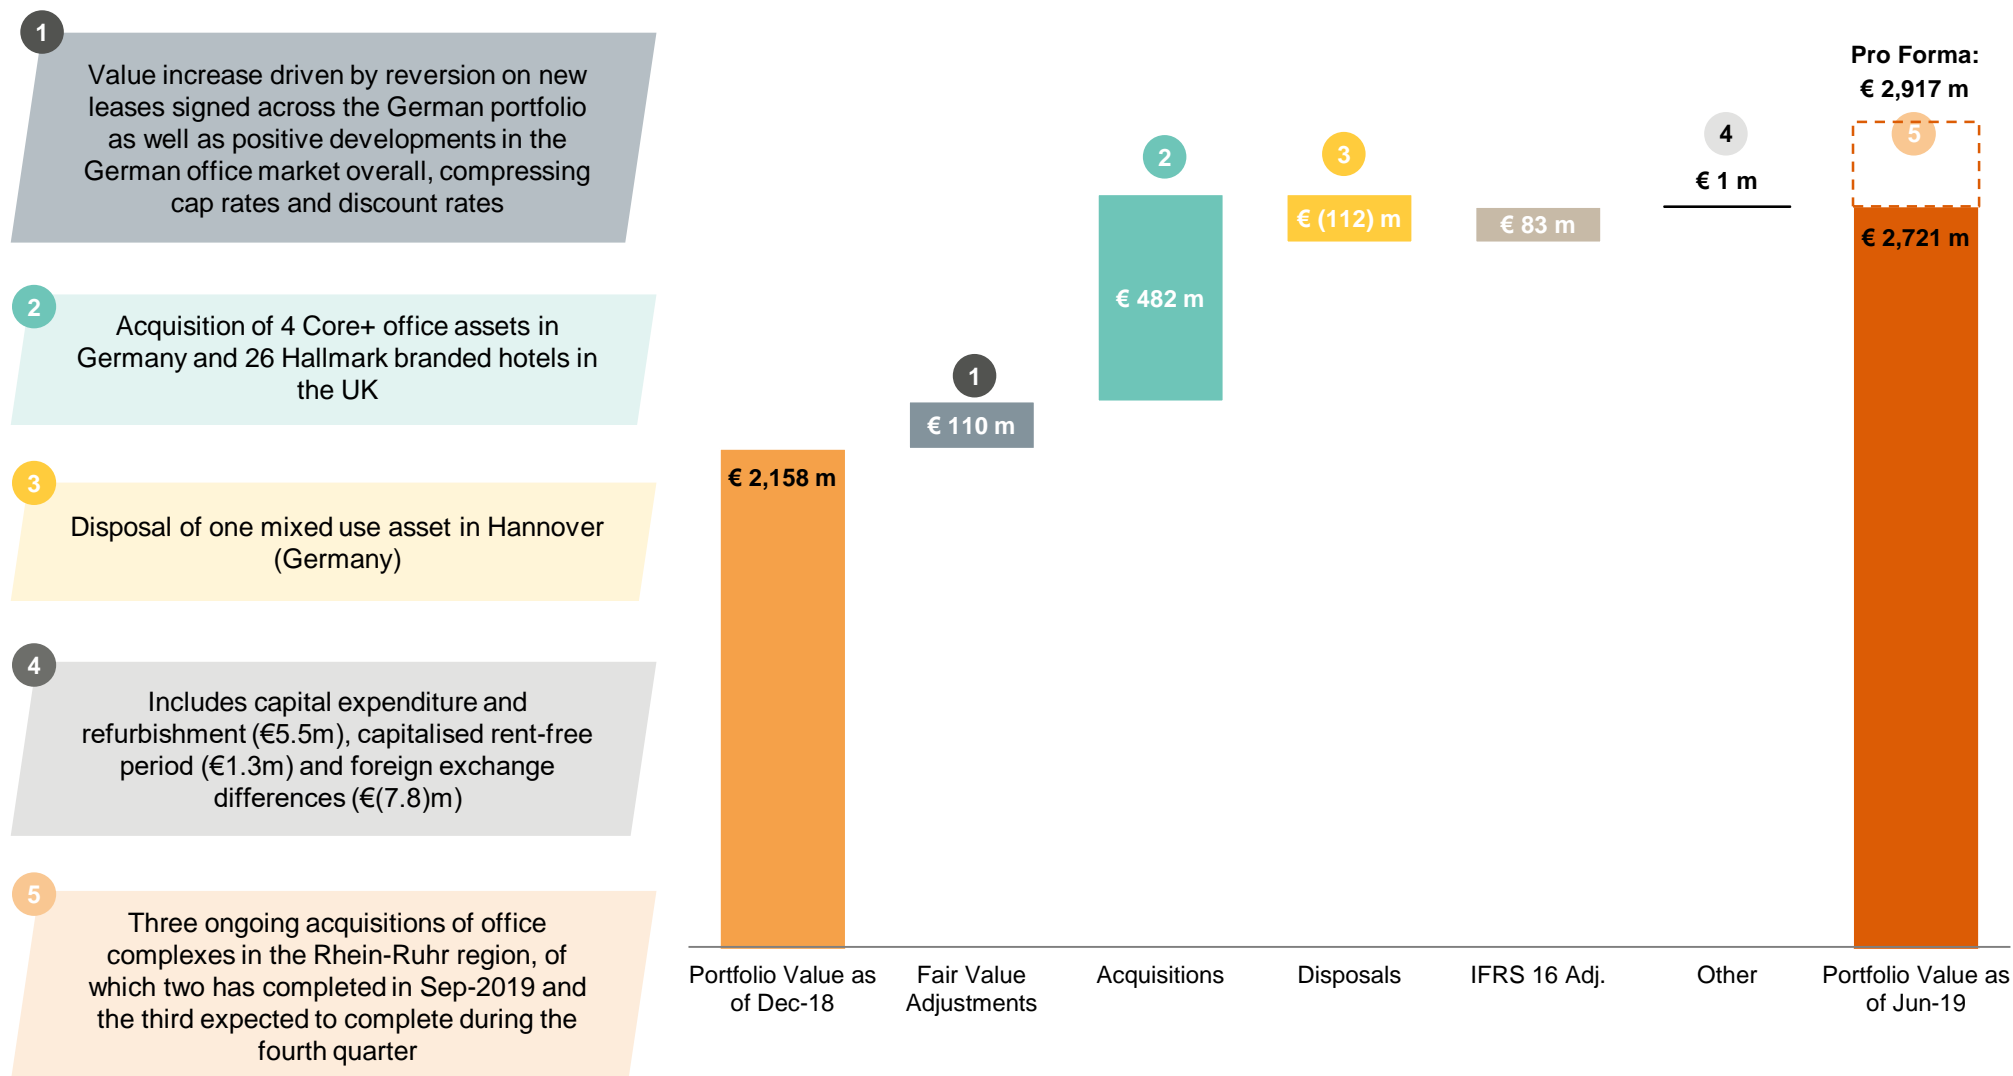 1
Value increase driven by reversion on new
leases signed across the German portfolio
as well as positive developments in the
German office market overall, compressing
cap rates and discount rates
2
Acquisition of 4 Core+ office assets in
Germany and 26 Hallmark branded hotels in
the UK
3
Disposal of one mixed use asset in Hannover
(Germany)
4
Includes capital expenditure and
refurbishment (€5.5m), capitalised rent-free
period (€1.3m) and foreign exchange
differences (€(7.8)m)
5
Three ongoing acquisitions of office
complexes in the Rhein-Ruhr region, of
which two has completed in Sep-2019 and
the third expected to complete during the
fourth quarter
€ 2,158 m
1
€ 110 m
2
€ 482 m
3
€ (112) m
€ 83 m
4
€ 1 m
Pro Forma:
€ 2,917 m
5
€ 2,721 m
Portfolio Value as
of Dec-18
Fair Value
Adjustments
Acquisitions
Disposals
IFRS 16 Adj.
Other
Portfolio Value as
of Jun-19